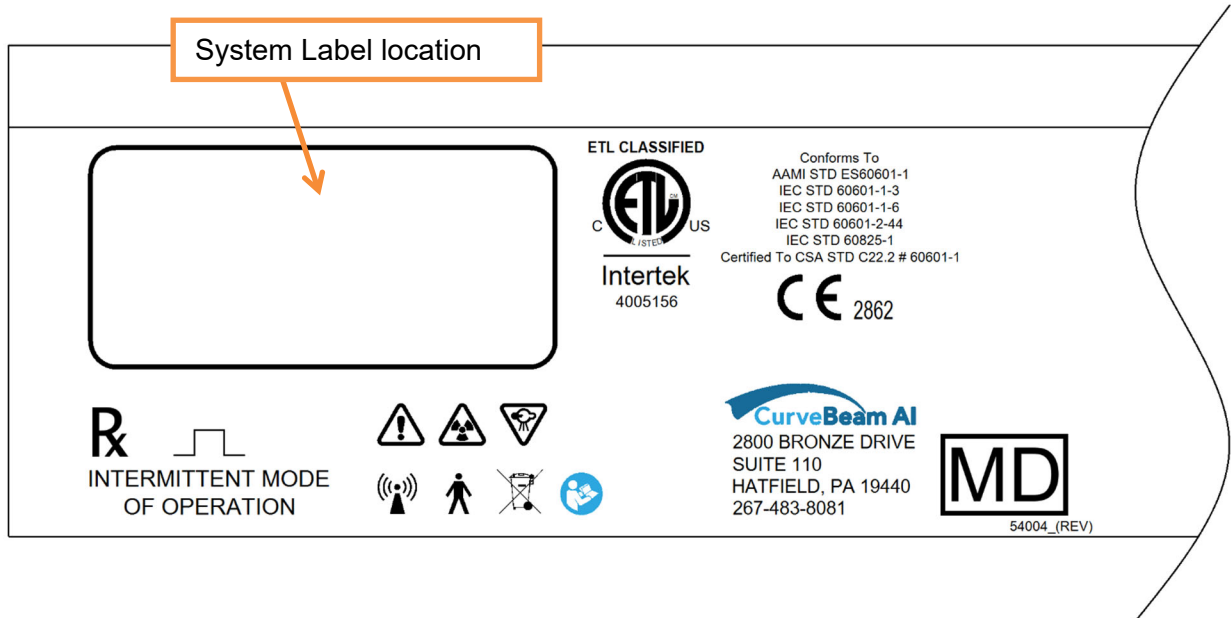 System Label location
ETL CLASSIFIED
ETL CM
C US
LISTED
Intertek
4005156
Conforms To
AAMI STD ES60601-1
IEC STD 60601-1-3
IEC STD 60601-1-6
IEC STD 60601-2-44
IEC STD 60825-1
Certified To CSA STD C22.2 # 60601-1
CE 2862
Rx
INTERMITTENT MODE
OF OPERATION
CurveBeam AI
2800 BRONZE DRIVE
SUITE 110
HATFIELD, PA 19440
267-483-8081
MD
54004_(REV)